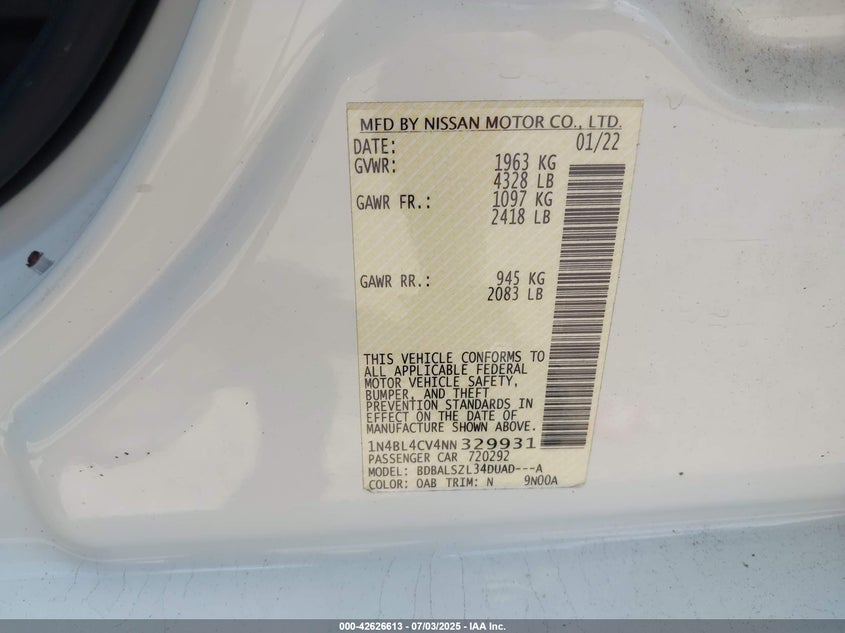 MFD BY NISSAN MOTOR CO., LTD.
DATE: 01/22
GVWR: 1963 KG
4328 LB
GAWR FR.: 1097 KG
2418 LB
GAWR RR.: 945 KG
2083 LB
THIS VEHICLE CONFORMS TO
ALL APPLICABLE FEDERAL
MOTOR VEHICLE SAFETY,
BUMPER, AND THEFT
PREVENTION STANDARDS IN
EFFECT ON THE DATE OF
MANUFACTURE SHOWN ABOVE.
1N4BL4CV4NN329931
PASSENGER CAR 720292
MODEL: BDBALSZL34DUAD---A
COLOR: QAB TRIM: N 9N00A
000-42626613 - 07/03/2025 - IAA Inc.